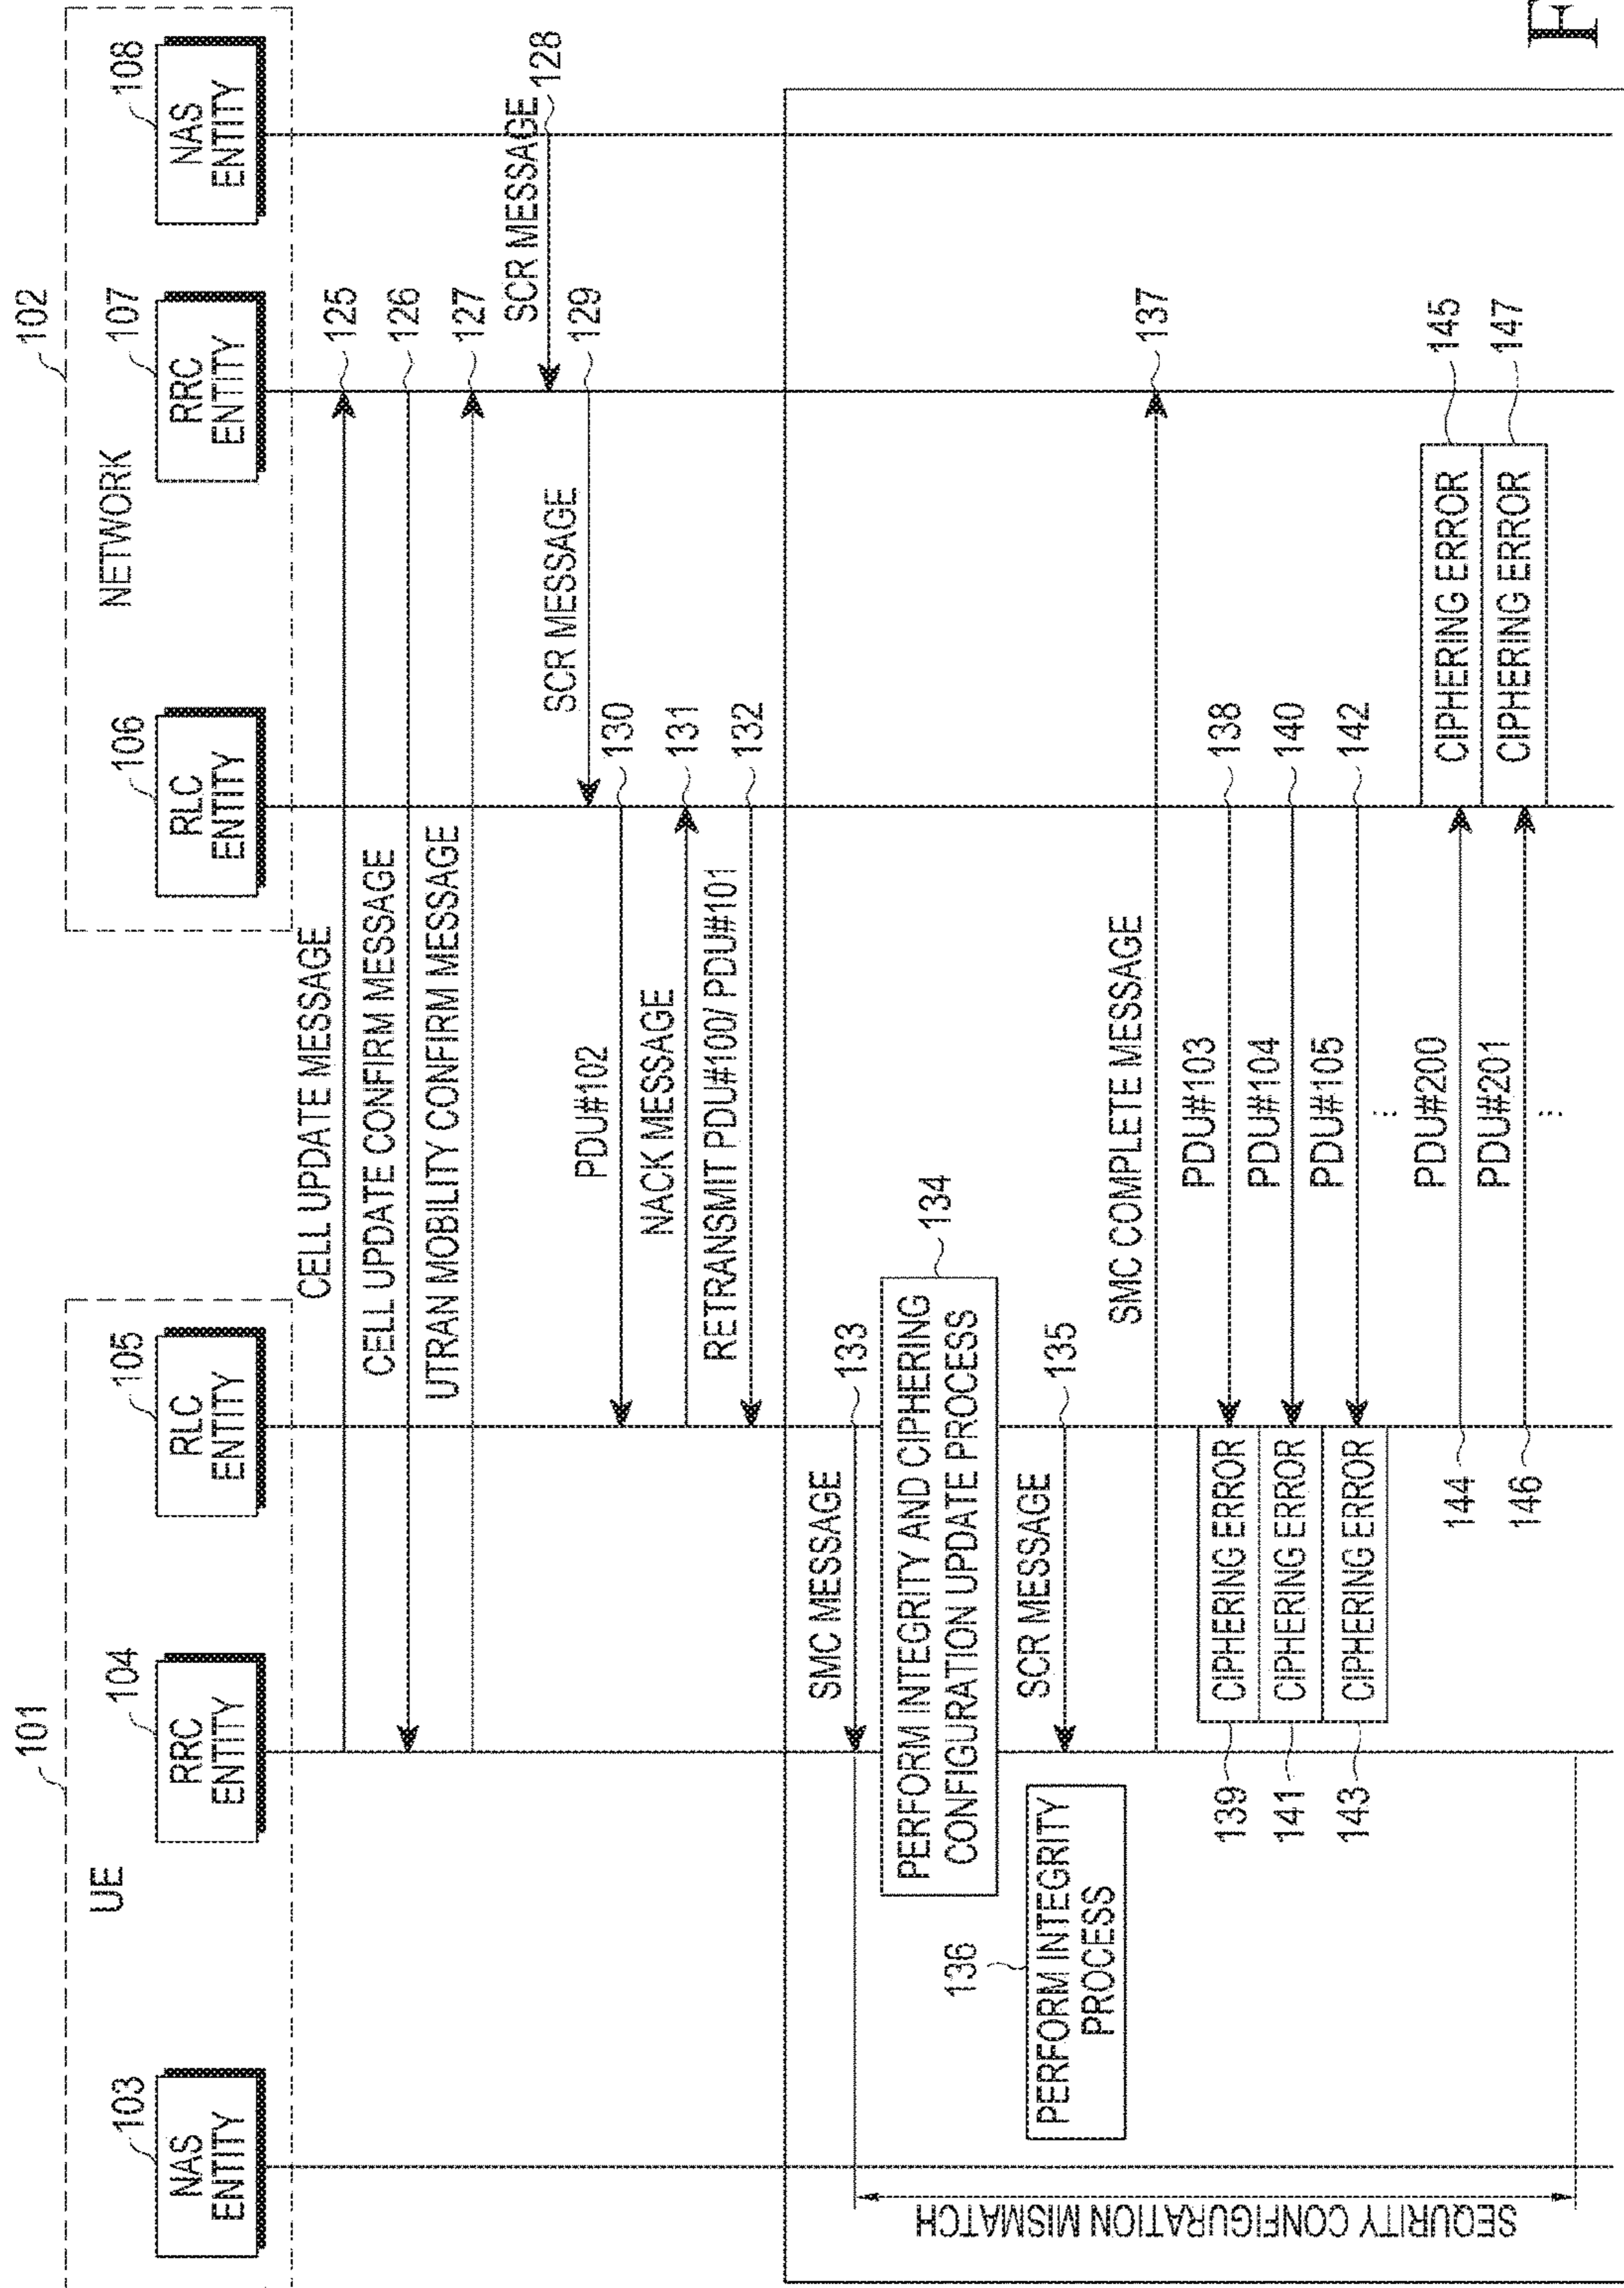 101
102
UE
NETWORK
103
104
105
106
107
108
NAS
ENTITY
RRC
ENTITY
RLC
ENTITY
RLC
ENTITY
RRC
ENTITY
NAS
ENTITY
CELL UPDATE MESSAGE
125
CELL UPDATE CONFIRM MESSAGE
126
UTRAN MOBILITY CONFIRM MESSAGE
127
SCR MESSAGE
128
SCR MESSAGE
129
PDU#102
130
NACK MESSAGE
131
RETRANSMIT PDU#100/ PDU#101
132
SMC MESSAGE
133
PERFORM INTEGRITY AND CIPHERING
CONFIGURATION UPDATE PROCESS
134
SCR MESSAGE
135
136
PERFORM INTEGRITY
PROCESS
SMC COMPLETE MESSAGE
137
PDU#103
138
139
CIPHERING ERROR
PDU#104
140
141
CIPHERING ERROR
PDU#105
142
143
CIPHERING ERROR
PDU#200
144
CIPHERING ERROR
145
PDU#201
146
CIPHERING ERROR
147
SEQURITY CONFIGURATION MISMATCH
F